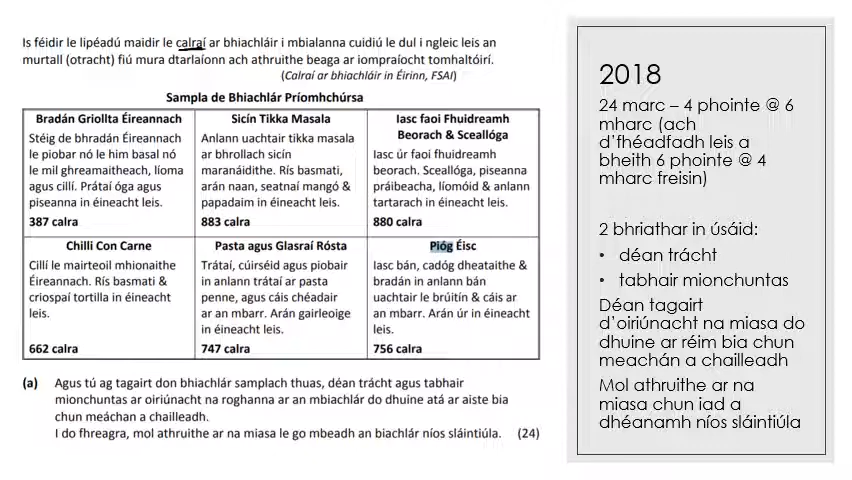 Is féidir le lipéadú maidir le calraí ar bhiachláir i mbialanna cuidiú le dul i ngleic leis an
murtall (otracht) fiú mura dtarlaíonn ach athruithe beaga ar iompraíocht tomhaltóirí.
(Calraí ar bhiachláir in Éirinn, FSAI)
Sampla de Bhiachlár Príomhchúrsa
Bradán Griollta Éireannach
Stéig de bhradán Éireannach
le piobar nó le him basal nó
le mil ghreamaitheach, líoma
agus cillí. Prátaí óga agus
piseanna in éineacht leis.
387 calra
Sicín Tikka Masala
Anlann uachtair tikka masala
ar bhrollach sicín
maranáidithe. Rís basmati,
arán naan, seatnaí mangó &
papadaim in éineacht leis.
883 calra
Iasc faoi Fhuidreamh
Beorach & Sceallóga
Iasc úr faoi fhuidreamh
beorach. Sceallóga, piseanna
práibeacha, líomóid & anlann
tartarach in éineacht leis.
880 calra
Chilli Con Carne
Cillí le mairteoil mhionaithe
Éireannach. Rís basmati &
criospaí tortilla in éineacht
leis.
662 calra
Pasta agus Glasraí Rósta
Trátaí, cúirséid agus piobair
in anlann trátaí ar pasta
penne, agus cáis chéadair
ar an mbarr. Arán gairleoige
in éineacht leis.
747 calra
Pióg Éisc
Iasc bán, cadóg dheataithe &
bradán in anlann bán
uachtair le brúitín & cáis ar
an mbarr. Arán úr in éineacht
leis.
756 calra
(a) Agus tú ag tagairt don bhiachlár samplach thuas, déan trácht agus tabhair
mionchuntas ar oiriúnacht na roghanna ar an mbiachlár do dhuine atá ar aiste bia
chun meáchan a chailleadh.
I do fhreagra, mol athruithe ar na miasa le go mbeadh an biachlár níos sláintiúla. (24)
2018
24 marc – 4 phointe @ 6
mharc (ach
d'fhéadfadh leis a
bheith 6 phointe @ 4
mharc freisin)
2 bhriathar in úsáid:
• déan trácht
• tabhair mionchuntas
Déan tagairt
d'oiriúnacht na miasa do
dhuine ar réim bia chun
meachán a chailleadh
Mol athruithe ar na
miasa chun iad a
dhéanamh níos sláintiúla